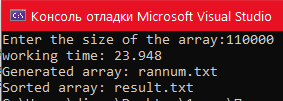 Консоль отладки Microsoft Visual Studio
Enter the size of the array:110000
working time: 23.948
Generated array: rannum.txt
Sorted array: result.txt